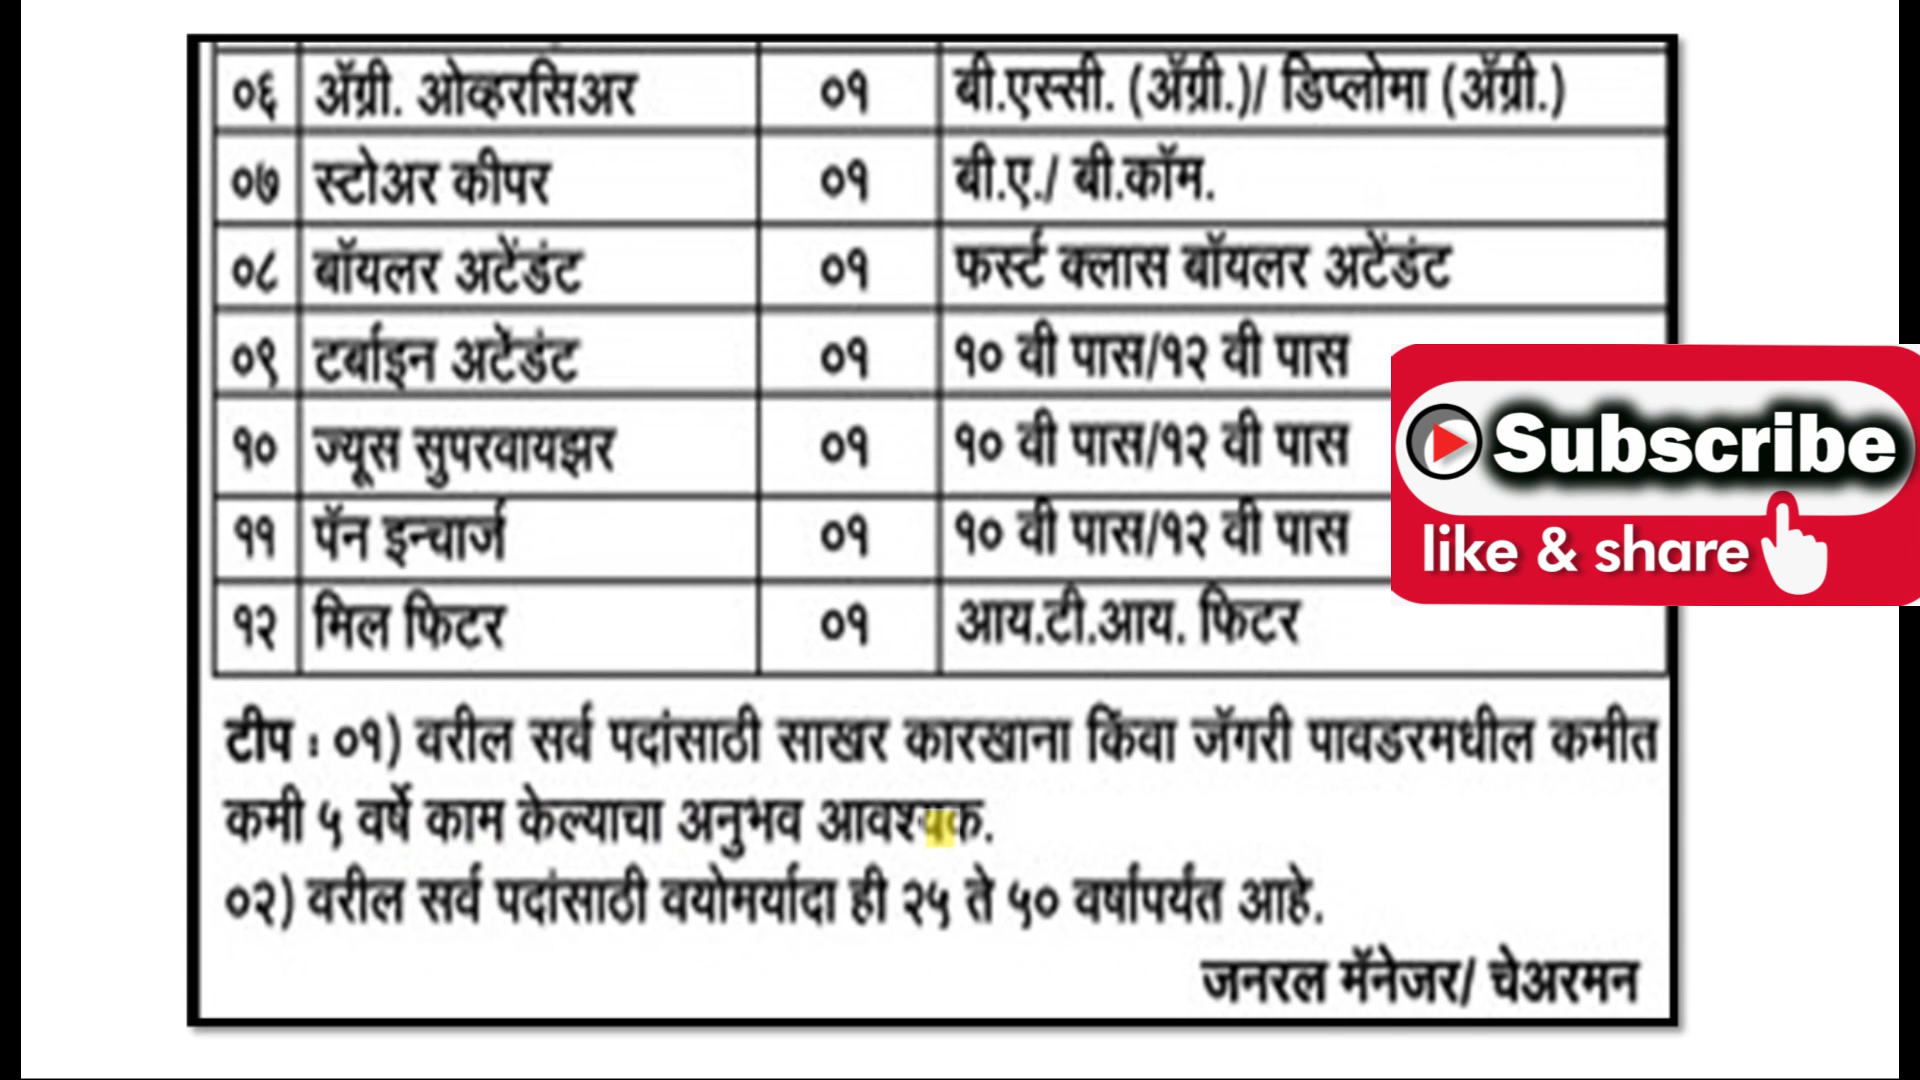 ०६ ॲग्री. ओव्हरसिअर ०१ बी.एस्सी. (ॲग्री.)/ डिप्लोमा (ॲग्री.)
०७ स्टोअर कीपर ०१ बी.ए./ बी.कॉम.
०८ बॉयलर अटेंडंट ०१ फर्स्ट क्लास बॉयलर अटेंडंट
०९ टर्बाइन अटेंडंट ०१ १० वी पास/१२ वी पास
१० ज्यूस सुपरवायझर ०१ १० वी पास/१२ वी पास
११ पॅन इन्चार्ज ०१ १० वी पास/१२ वी पास
१२ मिल फिटर ०१ आय.टी.आय. फिटर
Subscribe
like & share
टीप : ०१) वरील सर्व पदांसाठी साखर कारखाना किंवा जॅगरी पावडरमधील कमीत
कमी ५ वर्षे काम केल्याचा अनुभव आवश्यक.
०२) वरील सर्व पदांसाठी वयोमर्यादा ही २५ ते ५० वर्षापर्यंत आहे.
जनरल मॅनेजर/ चेअरमन